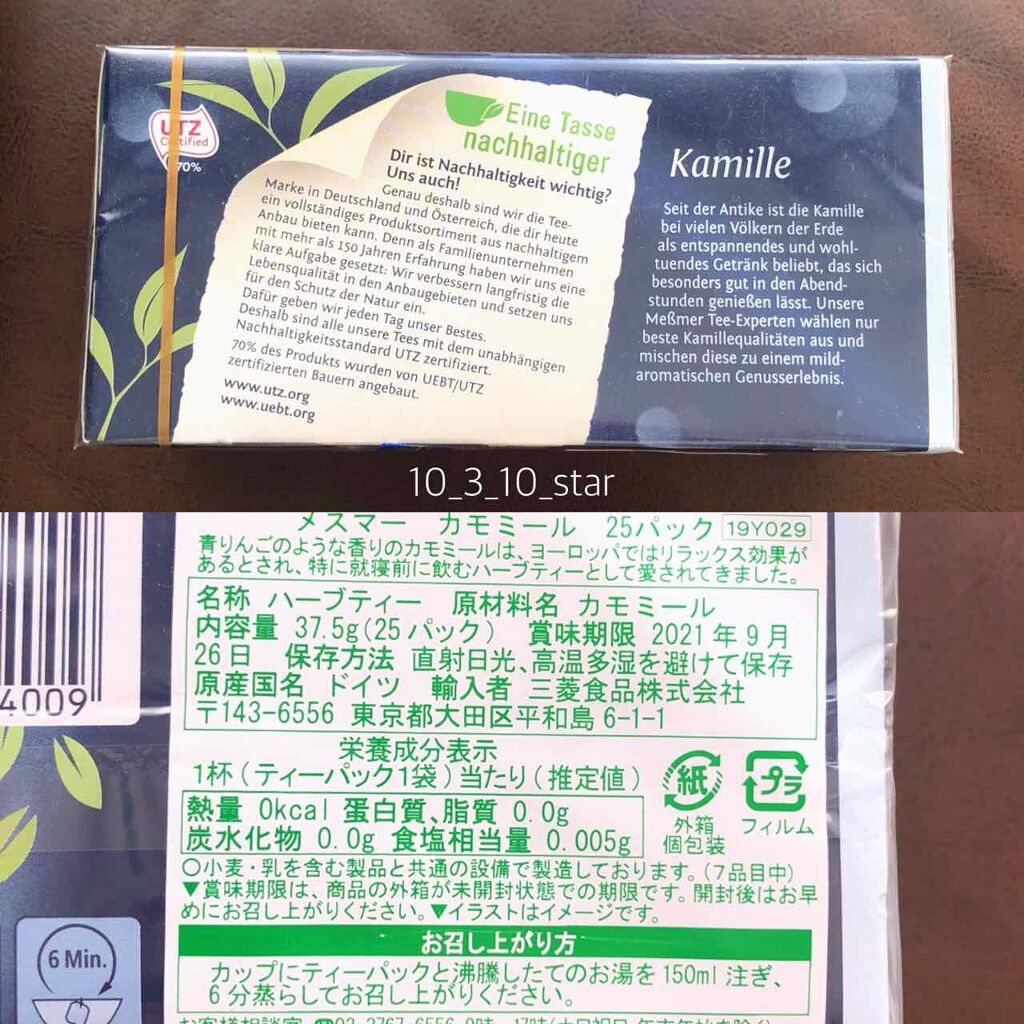 UTZ
Certified
70%
Eine Tasse
nachhaltiger
Dir ist Nachhaltigkeit wichtig?
Uns auch!
Genau deshalb sind wir die Tee-
Marke in Deutschland und Österreich, die dir heute
ein vollständiges Produktsortiment aus nachhaltigem
Anbau bieten kann. Denn als Familienunternehmen
mit mehr als 150 Jahren Erfahrung haben wir uns eine
klare Aufgabe gesetzt: Wir verbessern langfristig die
Lebensqualität in den Anbaugebieten und setzen uns
für den Schutz der Natur ein.
Dafür geben wir jeden Tag unser Bestes.
Deshalb sind alle unsere Tees mit dem unabhängigen
Nachhaltigkeitsstandard UTZ zertifiziert.
70% des Produkts wurden von UEBT/UTZ
zertifizierten Bauern angebaut.
www.utz.org
www.uebt.org
Kamille
Seit der Antike ist die Kamille
bei vielen Völkern der Erde
als entspannendes und wohl-
tuendes Getränk beliebt, das sich
besonders gut in den Abend-
stunden genießen lässt. Unsere
Meßmer Tee-Experten wählen nur
beste Kamillequalitäten aus und
mischen diese zu einem mild-
aromatischen Genusserlebnis.
10_3_10_star
メスマー カモミール 25パック 19Y029
青りんごのような香りのカモミールは、ヨーロッパではリラックス効果が
あるとされ、特に就寝前に飲むハーブティーとして愛されてきました。
名称 ハーブティー 原材料名 カモミール
内容量 37.5g(25パック) 賞味期限 2021年9月
26日 保存方法 直射日光、高温多湿を避けて保存
原産国名 ドイツ 輸入者 三菱食品株式会社
〒143-6556 東京都大田区平和島6-1-1
栄養成分表示
1杯(ティーパック1袋)当たり(推定値)
熱量 0kcal 蛋白質、脂質 0.0g
炭水化物 0.0g 食塩相当量 0.005g
紙
外箱
個包装
プラ
フィルム
○小麦・乳を含む製品と共通の設備で製造しております。(7品目中)
▼賞味期限は、商品の外箱が未開封状態での期限です。開封後はお早
めにお召し上がりください。▼イラストはイメージです。
お召し上がり方
カップにティーパックと沸騰したてのお湯を150ml注ぎ、
6分蒸らしてお召し上がりください。
4009
6 Min.